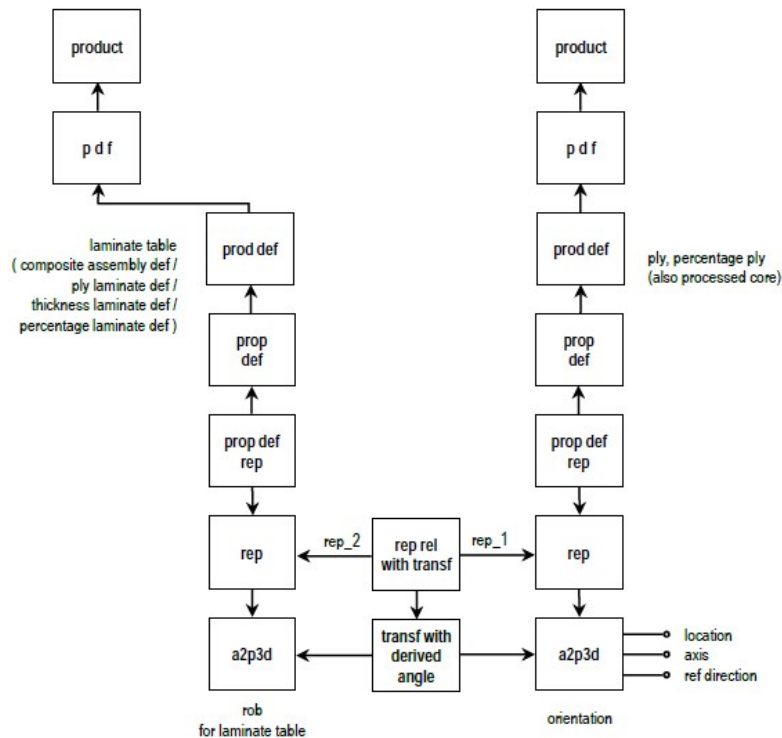 product
product
p d f
p d f
laminate table
( composite assembly def /
ply laminate def /
thickness laminate def /
percentage laminate def )
prod def
prod def
ply, percentage ply
(also processed core)
prop
def
prop
def
prop def
rep
prop def
rep
rep
rep_2
rep rel
with transf
rep_1
rep
a2p3d
transf with
derived
angle
a2p3d
location
axis
ref direction
rob
for laminate table
orientation